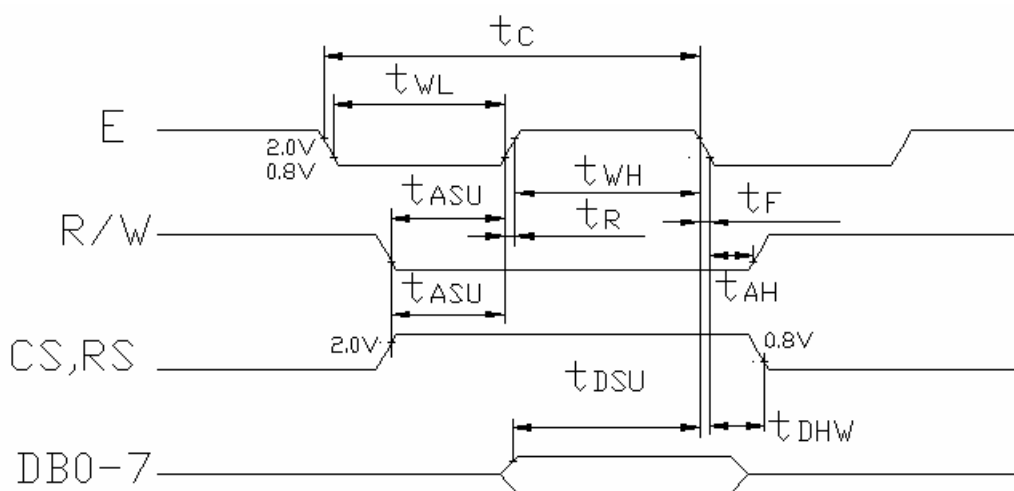 tC
tWL
E
2.0V
0.8V
tWH
tASU
tF
R/W
tR
tASU
tAH
2.0V
0.8V
CS,RS
tDSU
tDHW
DB0-7